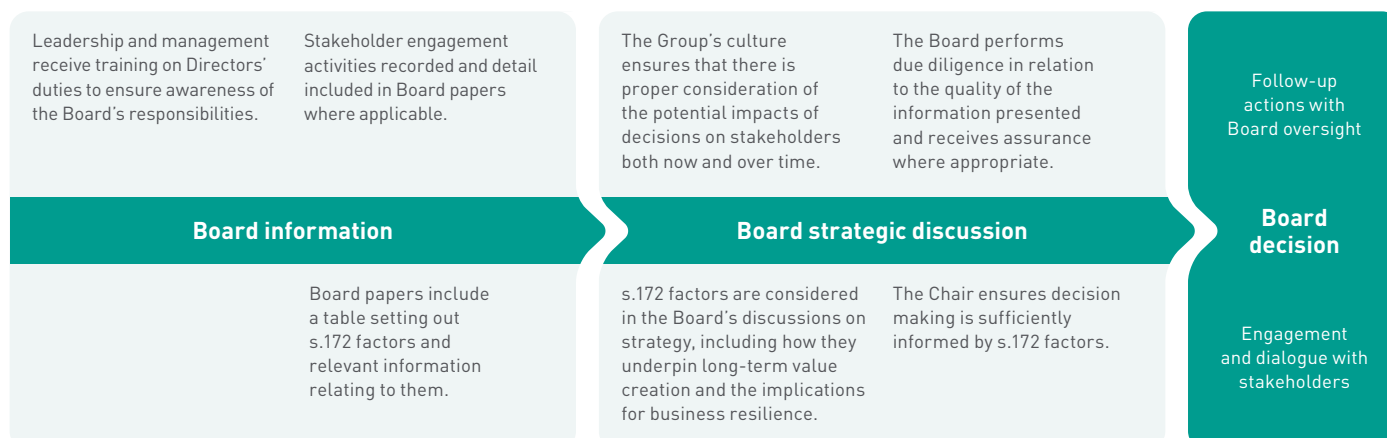 Leadership and management
receive training on Directors’
duties to ensure awareness of
the Board’s responsibilities.
Stakeholder engagement
activities recorded and detail
included in Board papers
where applicable.
Board information
Board papers include
a table setting out
s.172 factors and
relevant information
relating to them.
The Group’s culture
ensures that there is
proper consideration of
the potential impacts of
decisions on stakeholders
both now and over time.
The Board performs
due diligence in relation
to the quality of the
information presented
and receives assurance
where appropriate.
Board strategic discussion
s.172 factors are considered
in the Board’s discussions on
strategy, including how they
underpin long-term value
creation and the implications
for business resilience.
The Chair ensures decision
making is sufficiently
informed by s.172 factors.
Follow-up
actions with
Board oversight
Board
decision
Engagement
and dialogue with
stakeholders